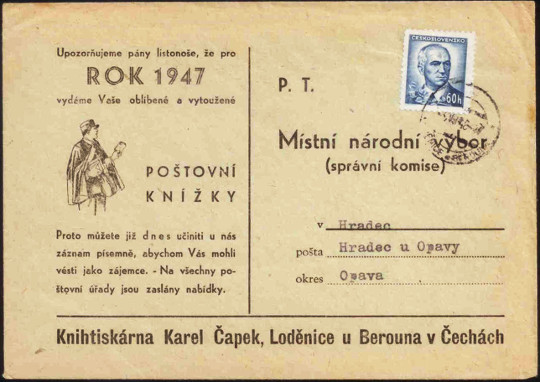 Upozorňujeme pány listonoše, že pro
ROK 1947
vydáme Vaše oblíbené a vytoužené
POŠTOVNÍ
KNÍŽKY
Proto můžete již dnes učiniti u nás
záznam písemně, abychom Vás mohli
vésti jako zájemce. - Na všechny po-
štovní úřady jsou zaslány nabídky.
ČESKOSLOVENSKO
60h
P. T.
Místní národní výbor
(správní komise)
v Hradec
pošta Hradec u Opavy
okres Opava
Knihtiskárna Karel Čapek, Loděnice u Berouna v Čechách